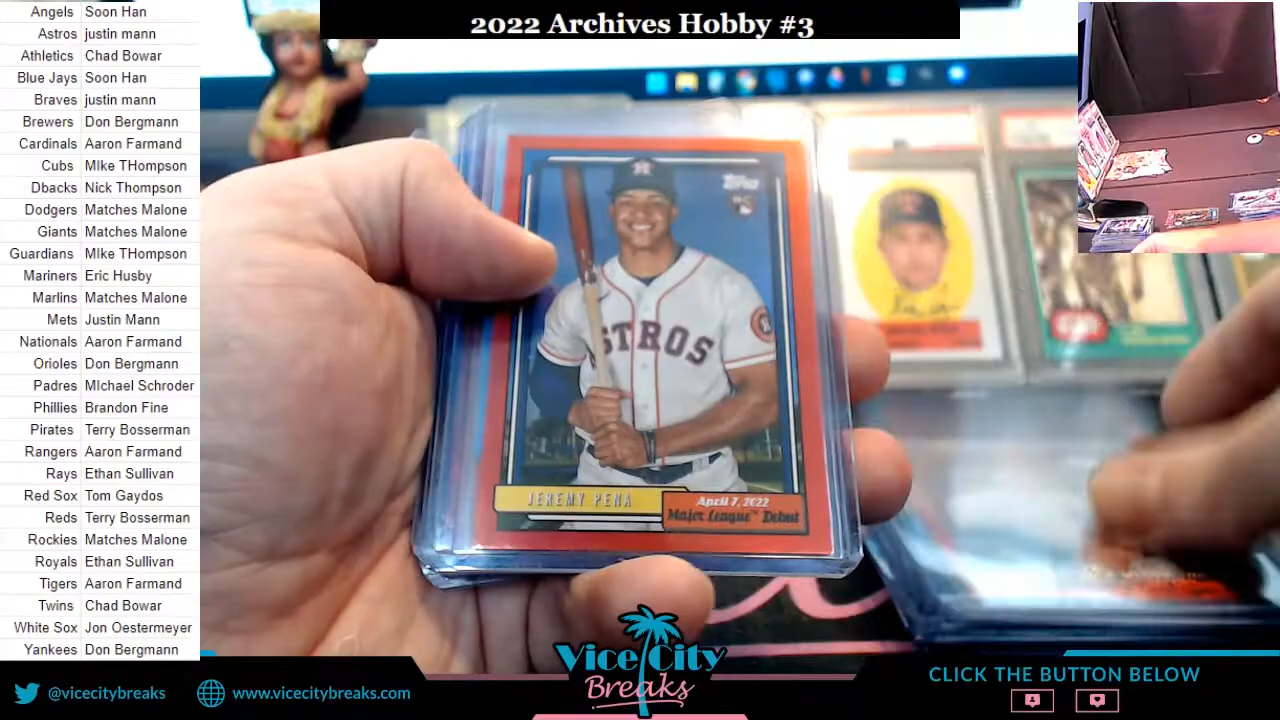 2022 Archives Hobby #3
Angels Soon Han
Astros justin mann
Athletics Chad Bowar
Blue Jays Soon Han
Braves justin mann
Brewers Don Bergmann
Cardinals Aaron Farmand
Cubs MIke THompson
Dbacks Nick Thompson
Dodgers Matches Malone
Giants Matches Malone
Guardians MIke THompson
Mariners Eric Husby
Marlins Matches Malone
Mets Justin Mann
Nationals Aaron Farmand
Orioles Don Bergmann
Padres MIchael Schroder
Phillies Brandon Fine
Pirates Terry Bosserman
Rangers Aaron Farmand
Rays Ethan Sullivan
Red Sox Tom Gaydos
Reds Terry Bosserman
Rockies Matches Malone
Royals Ethan Sullivan
Tigers Aaron Farmand
Twins Chad Bowar
White Sox Jon Oestermeyer
Yankees Don Bergmann
Topps
ASTROS
JEREMY PEÑA
April 7, 2022
Major League™ Debut
@vicecitybreaks
www.vicecitybreaks.com
Vice City
Breaks
CLICK THE BUTTON BELOW